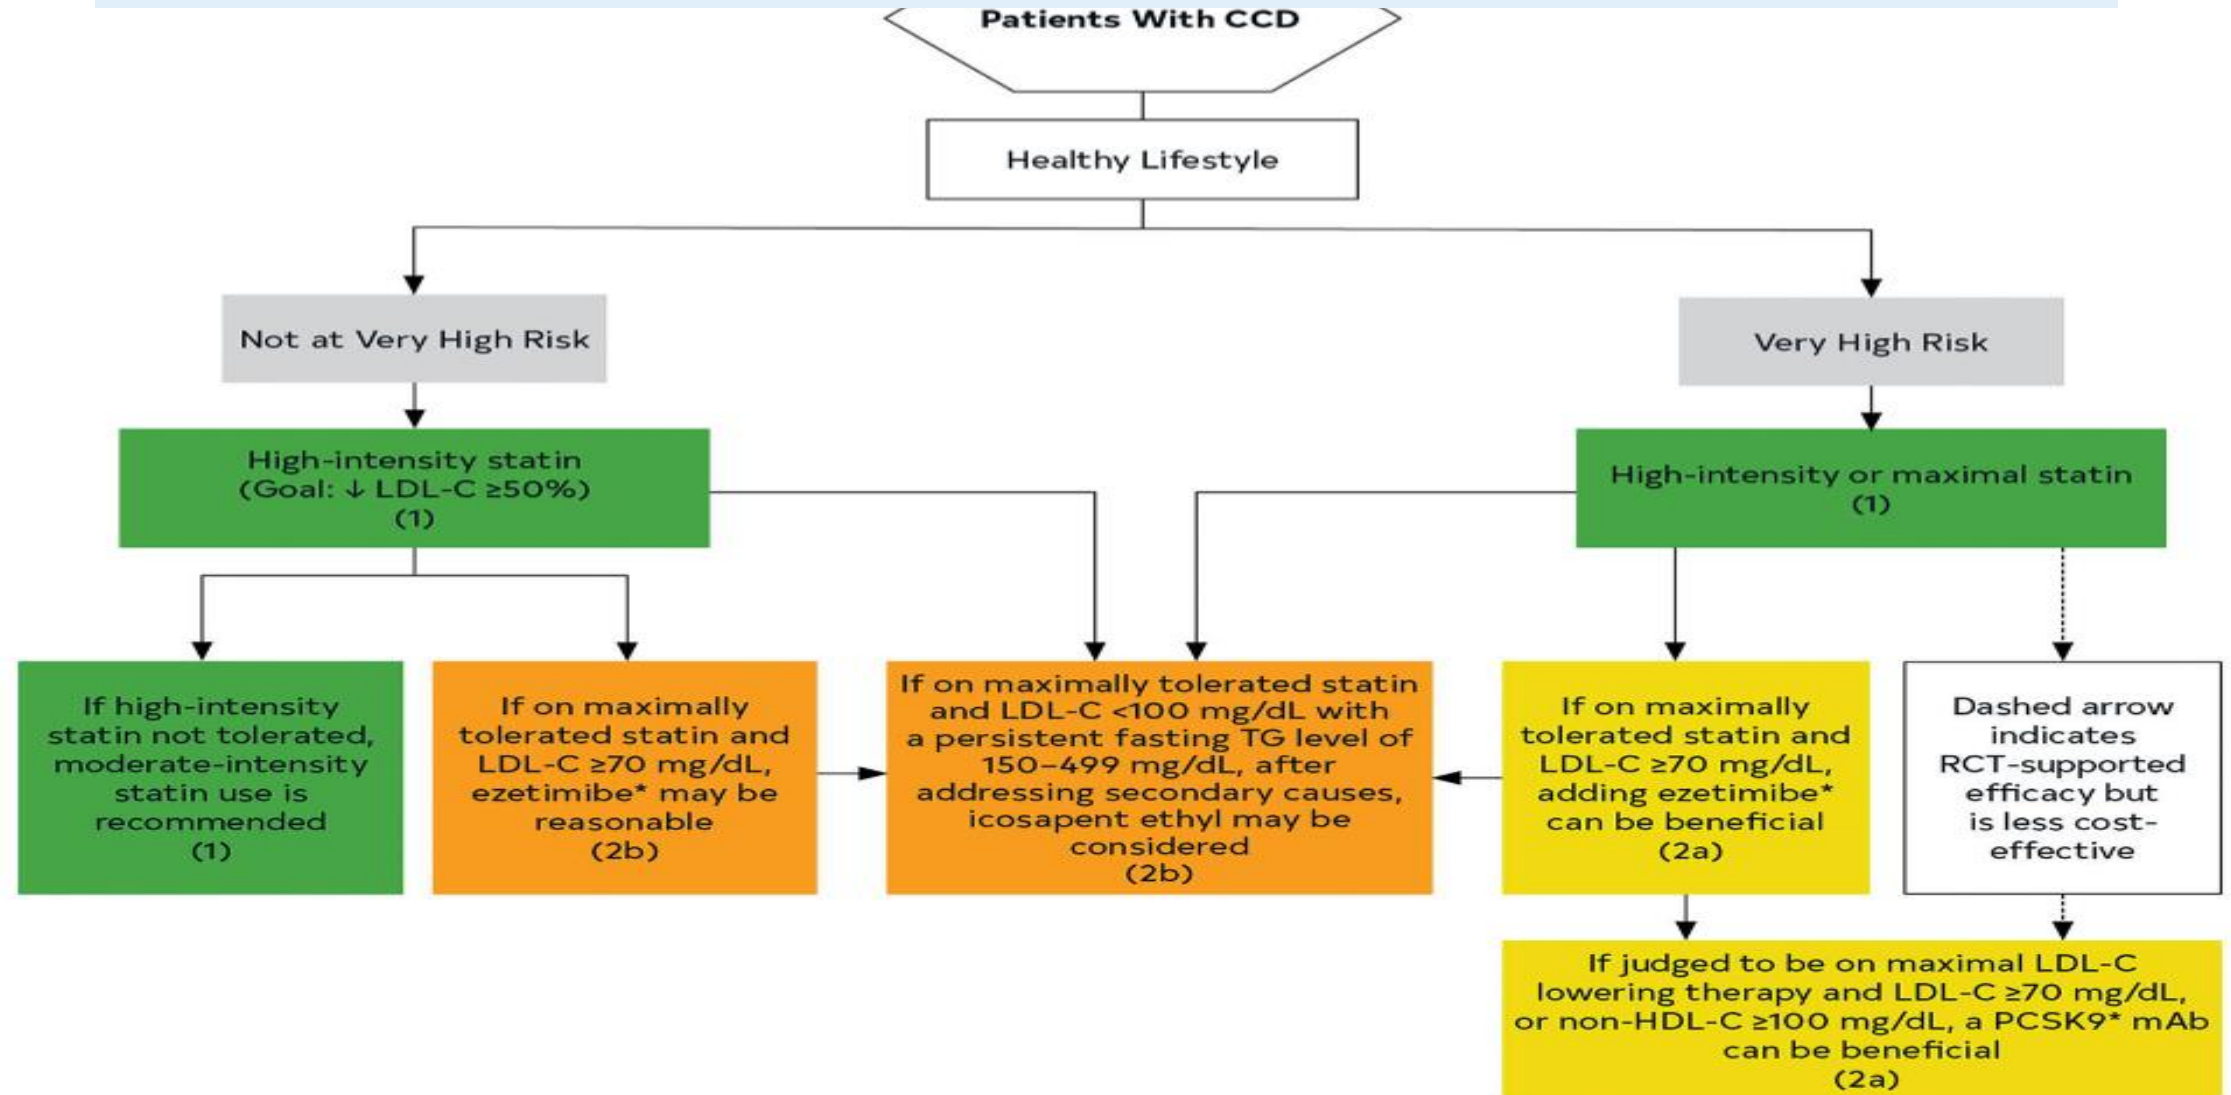 Patients With CCD
Healthy Lifestyle
Not at Very High Risk
Very High Risk
High-intensity statin
(Goal: ↓ LDL-C ≥50%)
(1)
High-intensity or maximal statin
(1)
If high-intensity
statin not tolerated,
moderate-intensity
statin use is
recommended
(1)
If on maximally
tolerated statin and
LDL-C ≥70 mg/dL,
ezetimibe* may be
reasonable
(2b)
If on maximally tolerated statin
and LDL-C <100 mg/dL with
a persistent fasting TG level of
150–499 mg/dL, after
addressing secondary causes,
icosapent ethyl may be
considered
(2b)
If on maximally
tolerated statin and
LDL-C ≥70 mg/dL,
adding ezetimibe*
can be beneficial
(2a)
Dashed arrow
indicates
RCT-supported
efficacy but
is less cost-
effective
If judged to be on maximal LDL-C
lowering therapy and LDL-C ≥70 mg/dL,
or non-HDL-C ≥100 mg/dL, a PCSK9* mAb
can be beneficial
(2a)